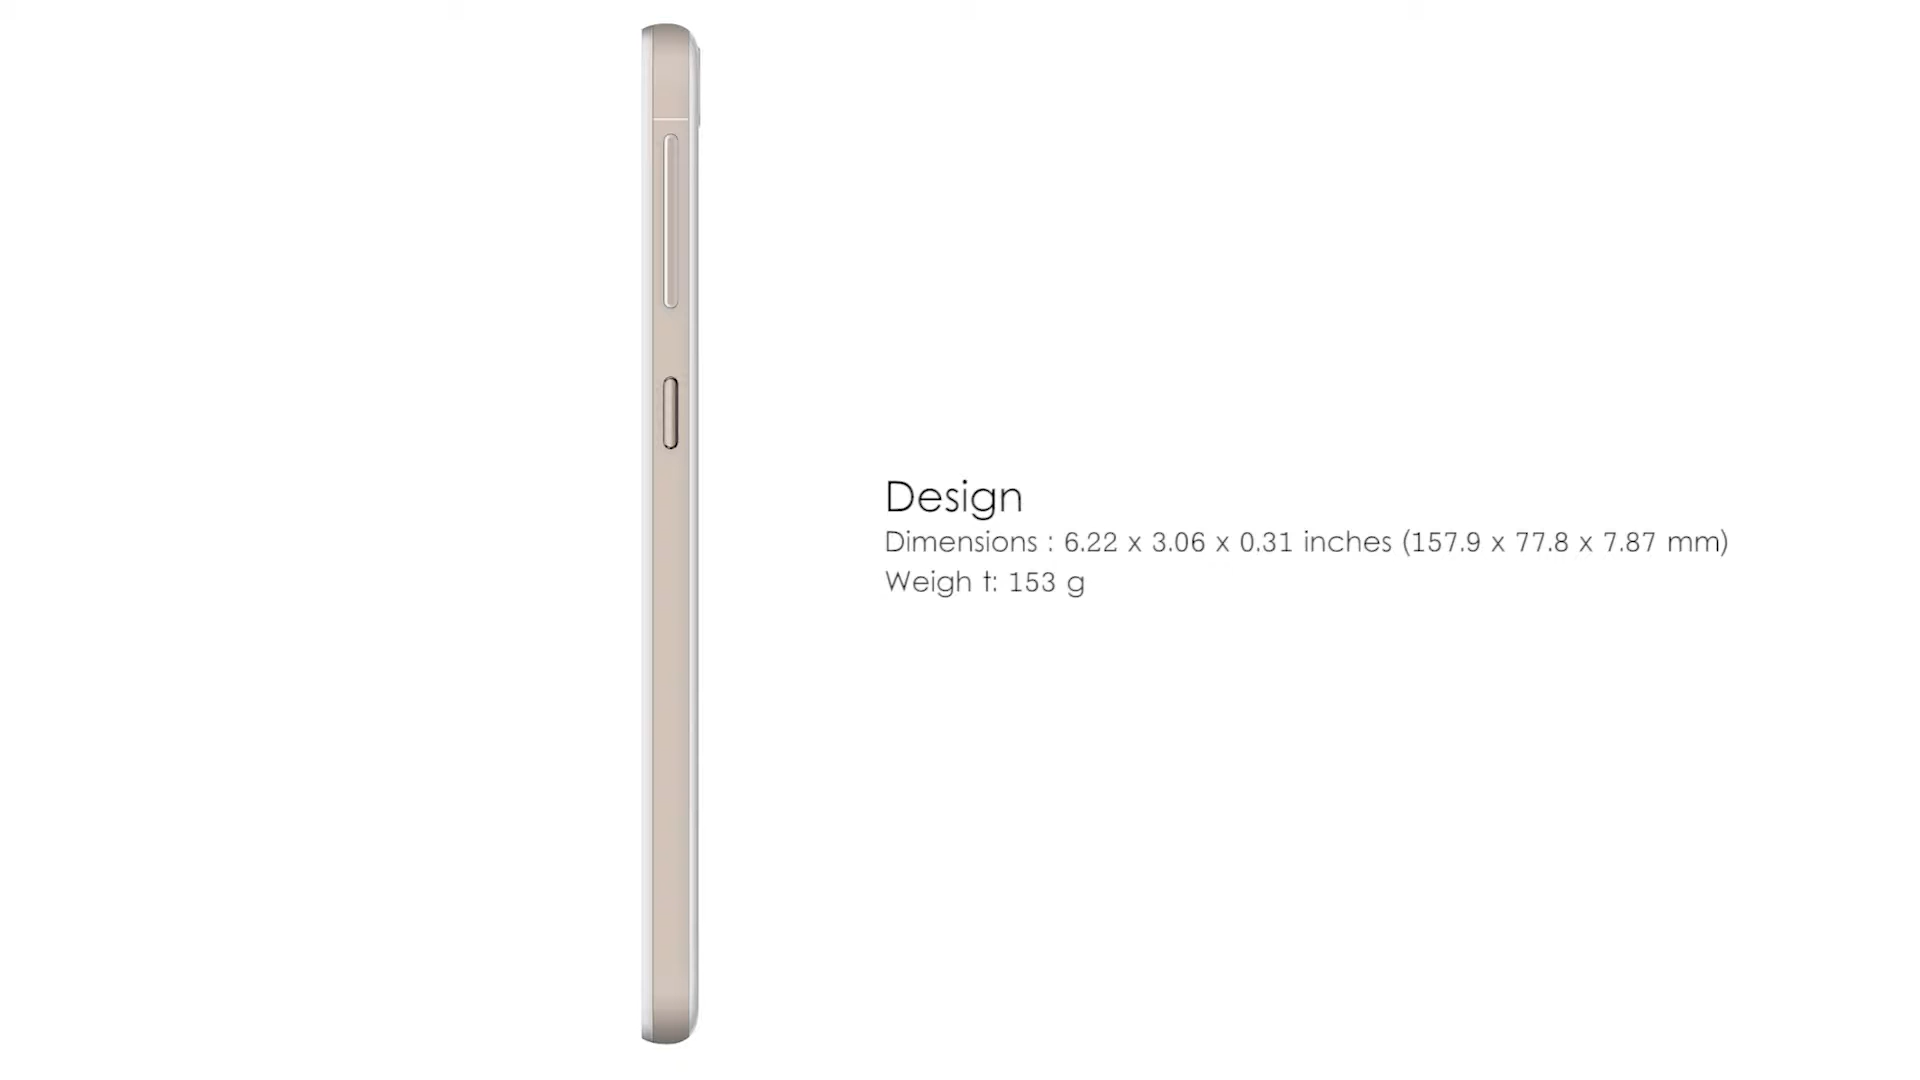 Design
Dimensions : 6.22 x 3.06 x 0.31 inches (157.9 x 77.8 x 7.87 mm)
Weigh t: 153 g